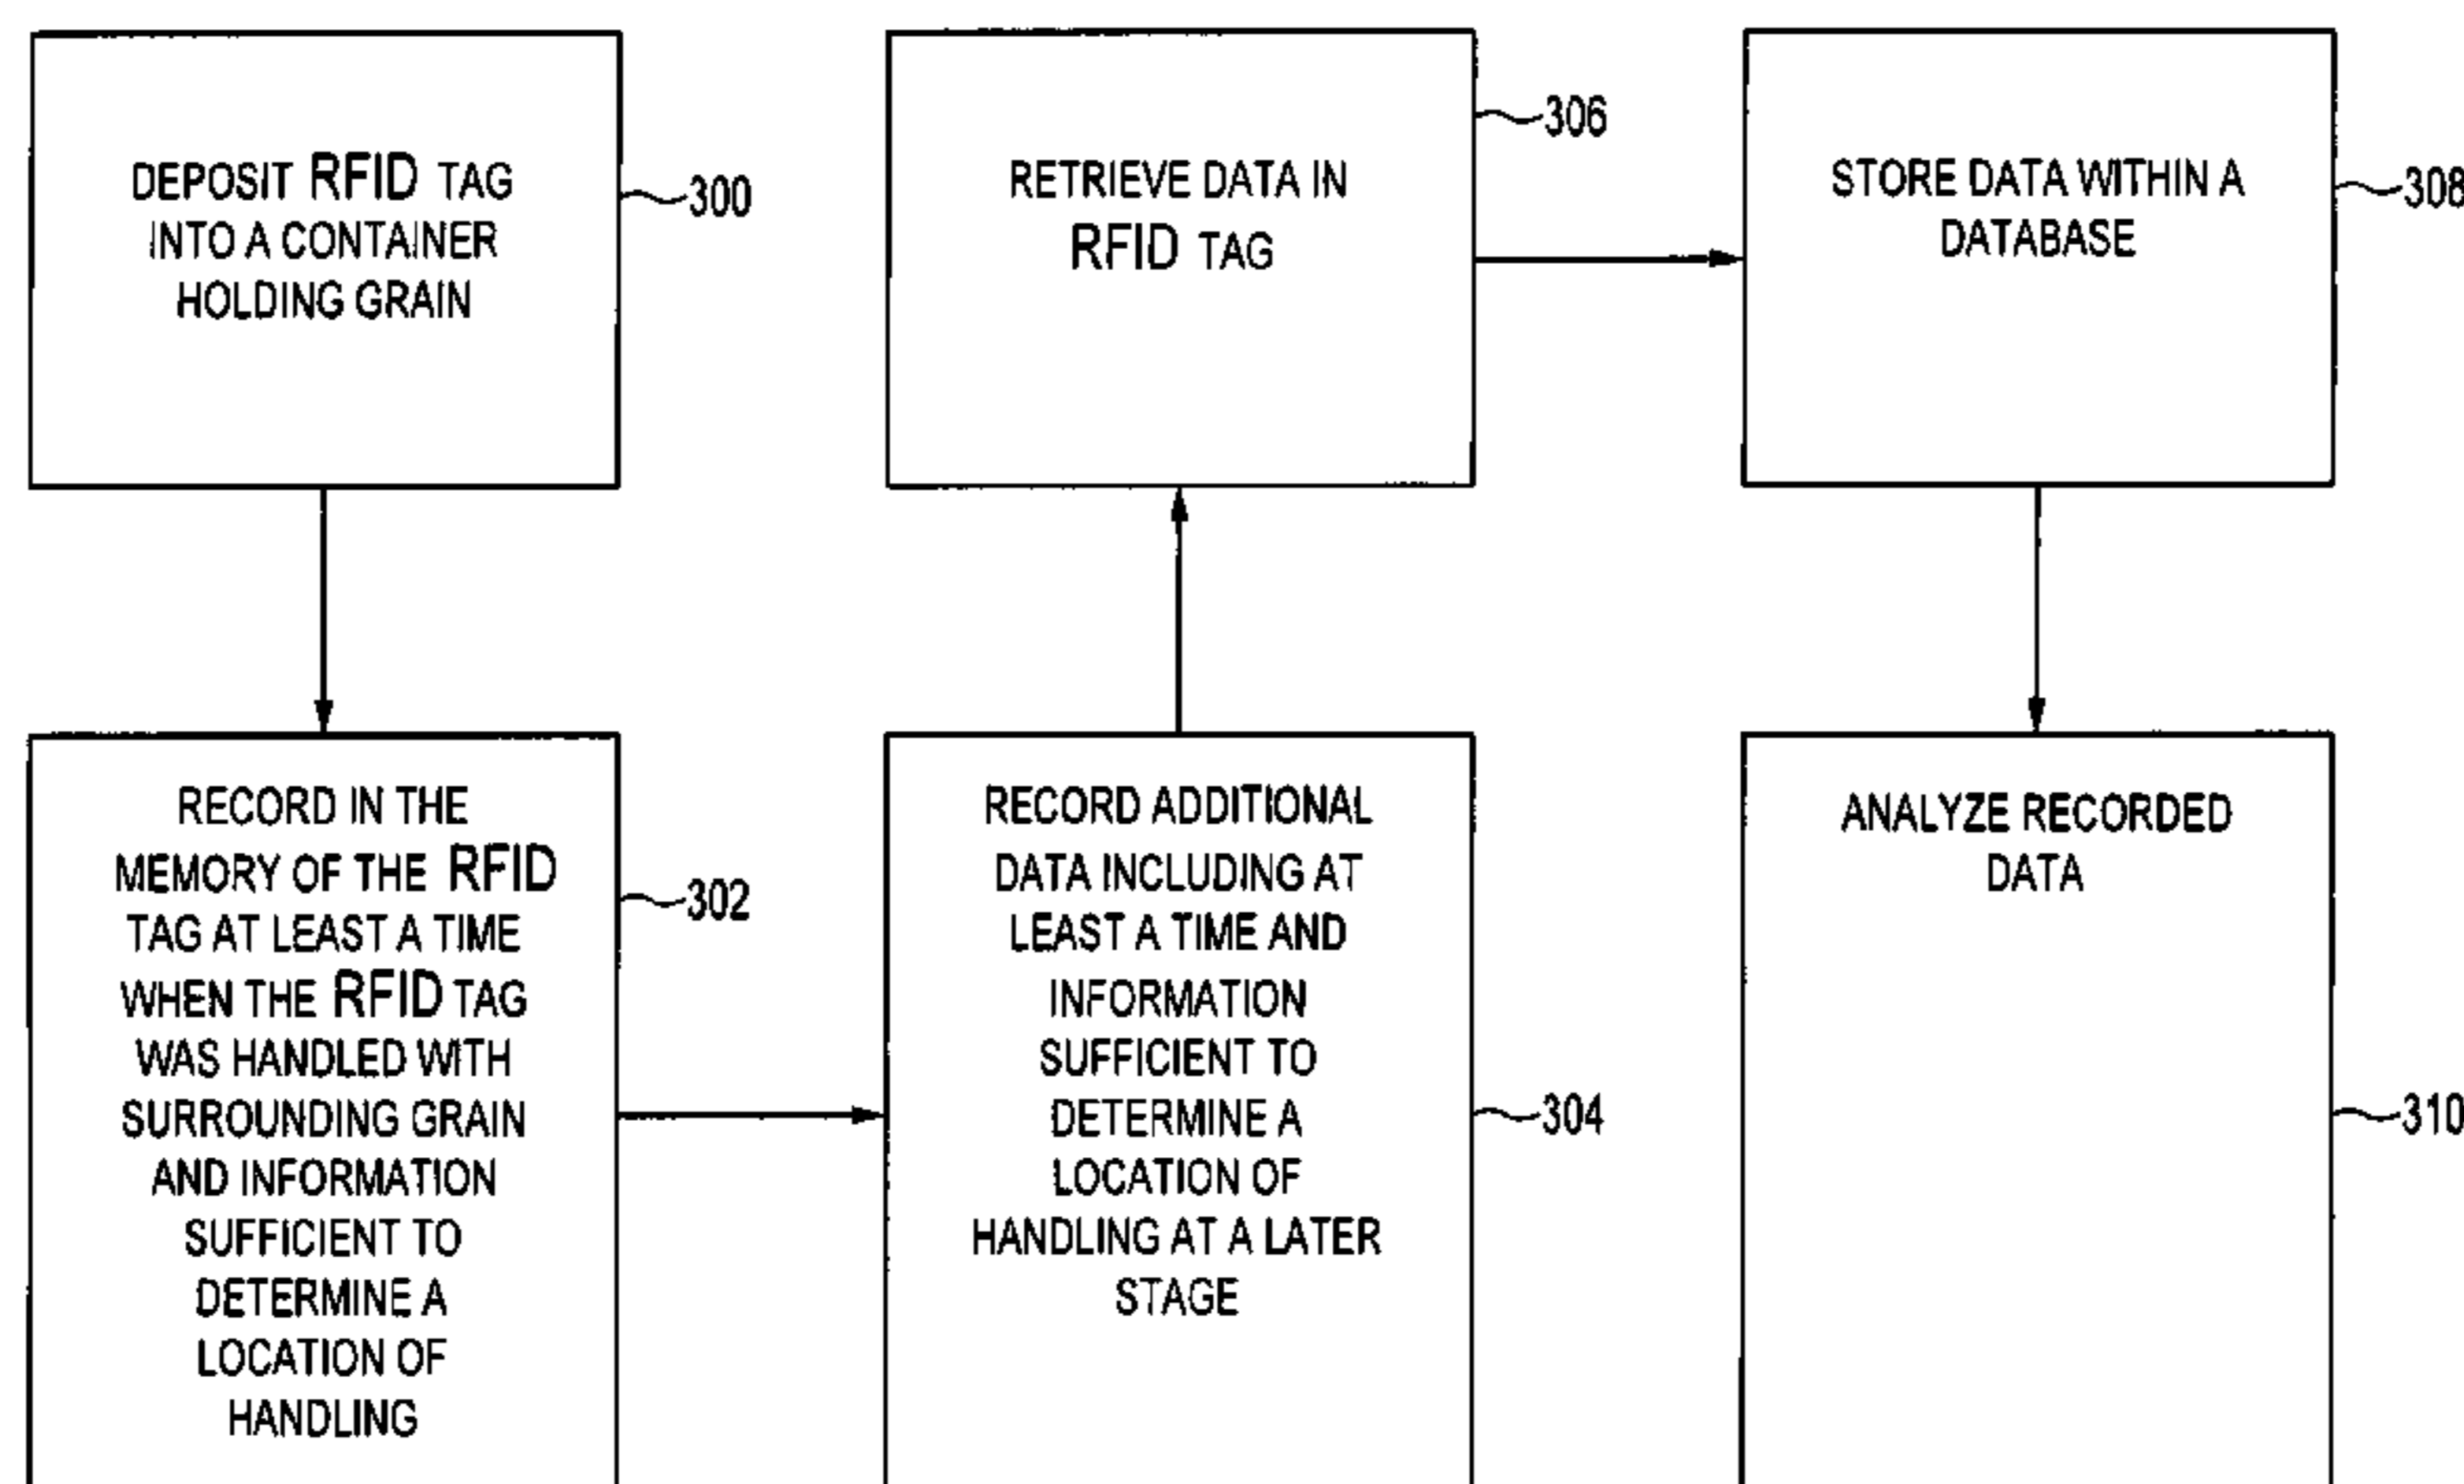 DEPOSIT RFID TAG
INTO A CONTAINER
HOLDING GRAIN
300
RECORD IN THE
MEMORY OF THE RFID
TAG AT LEAST A TIME
WHEN THE RFID TAG
WAS HANDLED WITH
SURROUNDING GRAIN
AND INFORMATION
SUFFICIENT TO
DETERMINE A
LOCATION OF
HANDLING
302
RECORD ADDITIONAL
DATA INCLUDING AT
LEAST A TIME AND
INFORMATION
SUFFICIENT TO
DETERMINE A
LOCATION OF
HANDLING AT A LATER
STAGE
304
RETRIEVE DATA IN
RFID TAG
306
STORE DATA WITHIN A
DATABASE
308
ANALYZE RECORDED
DATA
310